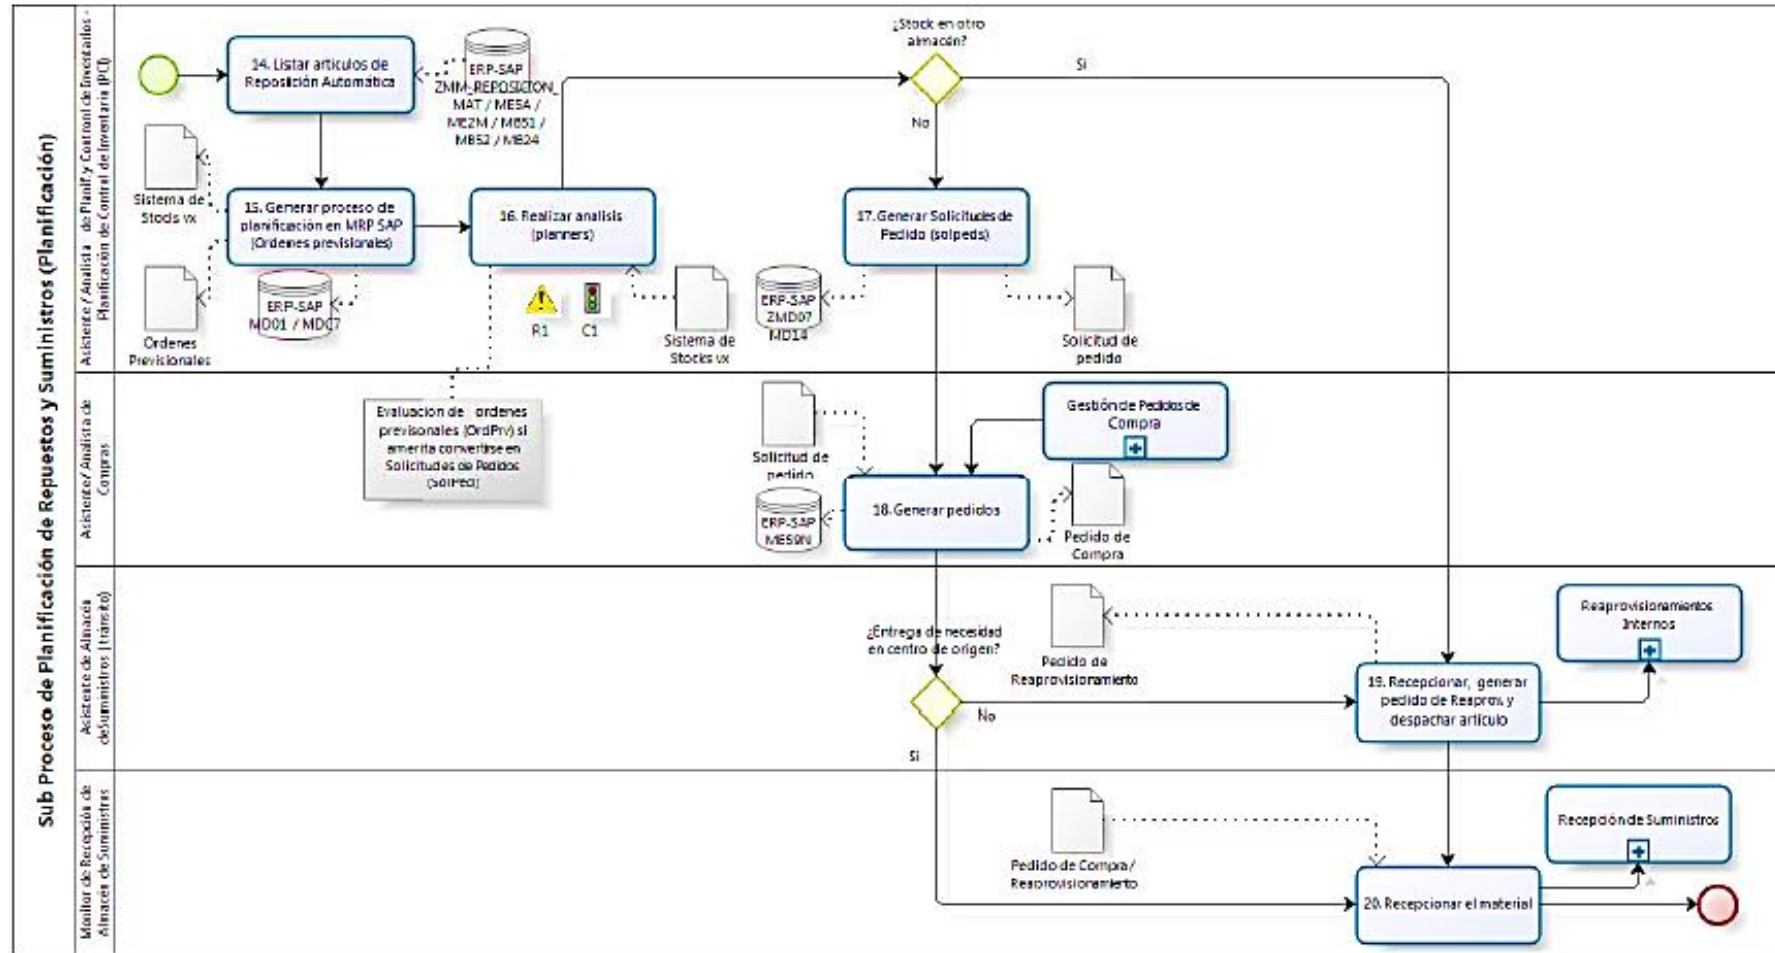 Sub Proceso de Planificación de Repuestos y Suministros (Planificación)
Asistente / Analista de Planif. y Control de Inventarios -
Planificación de Control de Inventario (PCI)
14. Listar artículos de
Reposición Automática
ERP-SAP
ZMM_REPOSICION_
MAT / ME5A /
ME2M / MB51 /
MB52 / MB24
¿Stock en otro
almacén?
Si
No
Sistema de
Stocks vx
15. Generar proceso de
planificación en MRP SAP
(Ordenes previsionales)
16. Realizar analisis
(planners)
17. Generar Solicitudes de
Pedido (solpeds)
Ordenes
Previsionales
ERP-SAP
MD01 / MD07
R1
C1
Sistema de
Stocks vx
ERP-SAP
ZMD07
MD14
Solicitud de
pedido
Asistente/ Analista de
Compras
Evaluacion de ordenes
previsonales (OrdPrv) si
amerita convertirse en
Solicitudes de Pedidos
(SolPed)
Solicitud de
pedido
Gestión de Pedidos de
Compra
ERP-SAP
ME59N
18. Generar pedidos
Pedido de
Compra
Asistente de Almacén
deSuministros (tránsito)
¿Entrega de necesidad
en centro de origen?
No
Si
Pedido de
Reaprovisionamiento
19. Recepcionar, generar
pedido de Reaprov. y
despachar artículo
Reaprovisionamientos
Internos
Monitor de Recepción de
Almacén de Suministros
Pedido de Compra/
Reaprovisionamiento
20. Recepcionar el material
Recepción de Suministros